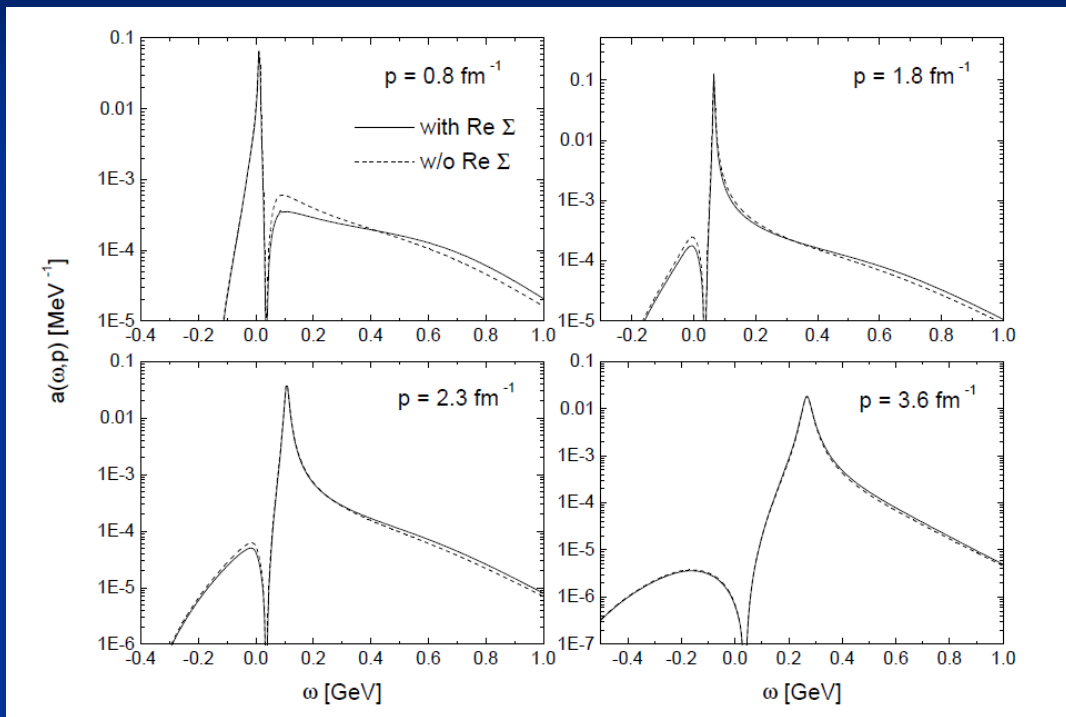 a(ω,p) [MeV⁻¹]
0.1
0.01
1E-3
1E-4
1E-5
p = 0.8 fm⁻¹
with Re Σ
w/o Re Σ
-0.4 -0.2 0.0 0.2 0.4 0.6 0.8 1.0
0.1
0.01
1E-3
1E-4
1E-5
p = 1.8 fm⁻¹
-0.2 0.0 0.2 0.4 0.6 0.8 1.0
0.1
0.01
1E-3
1E-4
1E-5
1E-6
p = 2.3 fm⁻¹
-0.4 -0.2 0.0 0.2 0.4 0.6 0.8 1.0
ω [GeV]
0.1
0.01
1E-3
1E-4
1E-5
1E-6
1E-7
p = 3.6 fm⁻¹
-0.4 -0.2 0.0 0.2 0.4 0.6 0.8 1.0
ω [GeV]